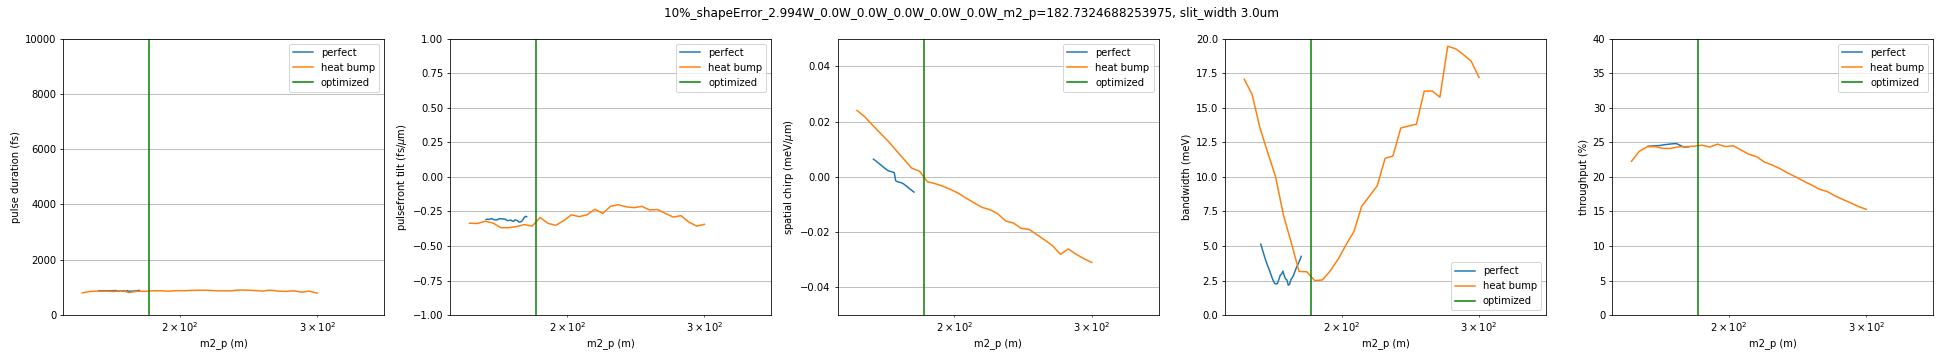 10%_shapeError_2.994W_0.0W_0.0W_0.0W_0.0W_0.0W_m2_p=182.7324688253975, slit_width 3.0um
pulse duration (fs)
10000
8000
6000
4000
2000
0
perfect
heat bump
optimized
2 × 10²
3 × 10²
m2_p (m)
pulsefront tilt (fs/μm)
1.00
0.75
0.50
0.25
0.00
−0.25
−0.50
−0.75
−1.00
perfect
heat bump
optimized
2 × 10²
3 × 10²
m2_p (m)
spatial chirp (meV/μm)
0.04
0.02
0.00
−0.02
−0.04
perfect
heat bump
optimized
2 × 10²
3 × 10²
m2_p (m)
bandwidth (meV)
20.0
17.5
15.0
12.5
10.0
7.5
5.0
2.5
0.0
perfect
heat bump
optimized
2 × 10²
3 × 10²
m2_p (m)
throughput (%)
40
35
30
25
20
15
10
5
0
perfect
heat bump
optimized
2 × 10²
3 × 10²
m2_p (m)